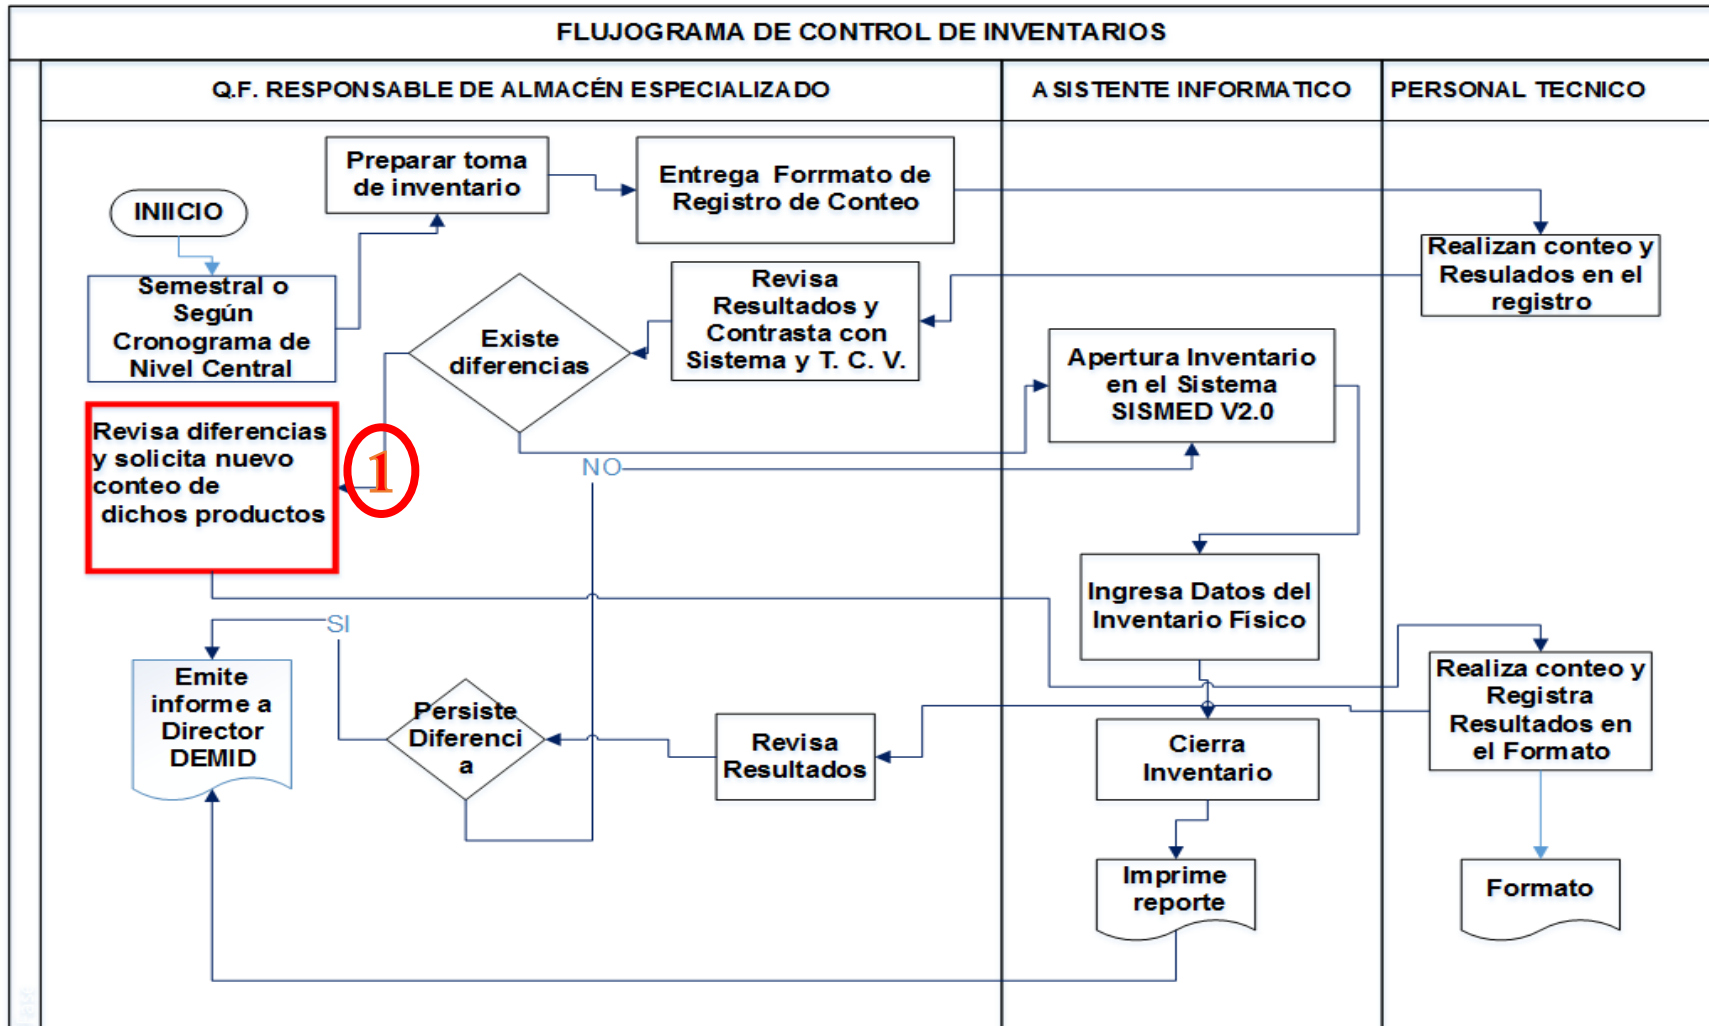 FLUJOGRAMA DE CONTROL DE INVENTARIOS
Q.F. RESPONSABLE DE ALMACÉN ESPECIALIZADO
ASISTENTE INFORMATICO
PERSONAL TECNICO
INIICIO
Semestral o
Según
Cronograma de
Nivel Central
Preparar toma
de inventario
Entrega Forrmato de
Registro de Conteo
Realizan conteo y
Resulados en el
registro
Revisa
Resultados y
Contrasta con
Sistema y T. C. V.
Existe
diferencias
Apertura Inventario
en el Sistema
SISMED V2.0
Revisa diferencias
y solicita nuevo
conteo de
dichos productos
1
NO
Ingresa Datos del
Inventario Físico
SI
Emite
informe a
Director
DEMID
Persiste
Diferenci
a
Revisa
Resultados
Cierra
Inventario
Realiza conteo y
Registra
Resultados en
el Formato
Imprime
reporte
Formato